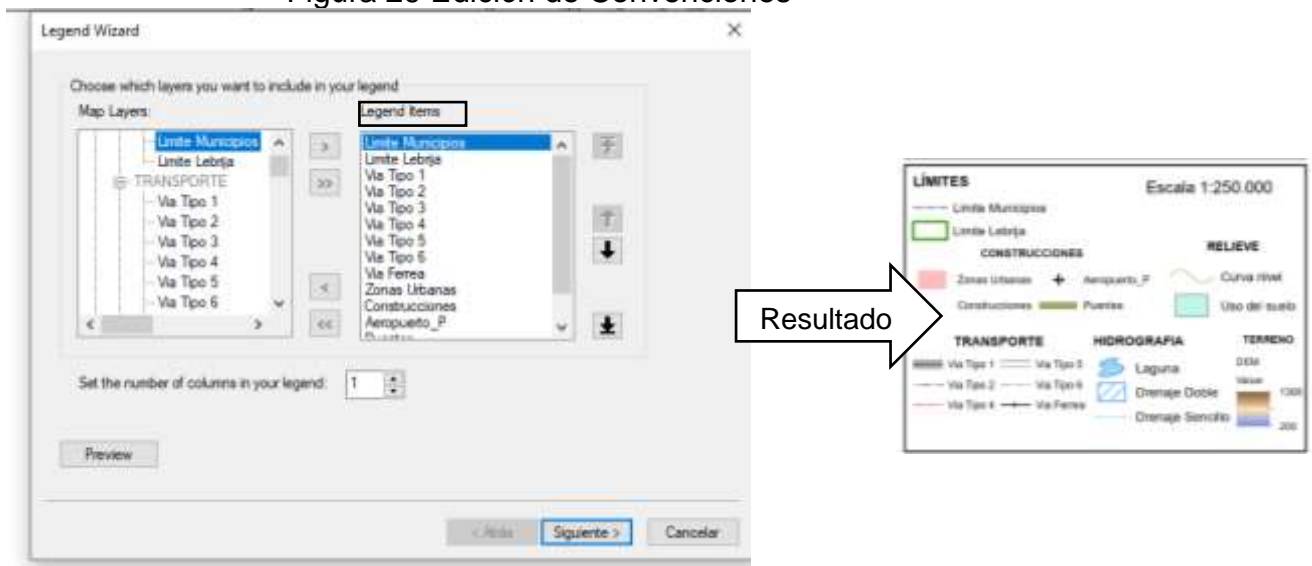 Figura 20 Edición de Convenciones
Legend Wizard
Choose which layers you want to include in your legend
Map Layers:
Legend Items
Limite Municipios
Limite Lebrija
TRANSPORTE
Via Tipo 1
Via Tipo 2
Via Tipo 3
Via Tipo 4
Via Tipo 5
Via Tipo 6
>
>>
<
<<
Limite Municipios
Limite Lebrija
Via Tipo 1
Via Tipo 2
Via Tipo 3
Via Tipo 4
Via Tipo 5
Via Tipo 6
Via Ferrea
Zonas Urbanas
Construcciones
Aeropuerto_P
Puentes
Set the number of columns in your legend: 1
Preview
< Atrás
Siguiente >
Cancelar
Resultado
LÍMITES
Escala 1:250.000
Limite Municipios
Limite Lebrija
CONSTRUCCIONES
RELIEVE
Zonas Urbanas
Aeropuerto_P
Curva nivel
Construcciones
Puentes
Uso del suelo
TRANSPORTE
HIDROGRAFIA
TERRENO
Via Tipo 1
Via Tipo 5
Laguna
DEM
Via Tipo 2
Via Tipo 6
Drenaje Doble
Value
Via Tipo 4
Via Ferrea
Drenaje Sencillo
200